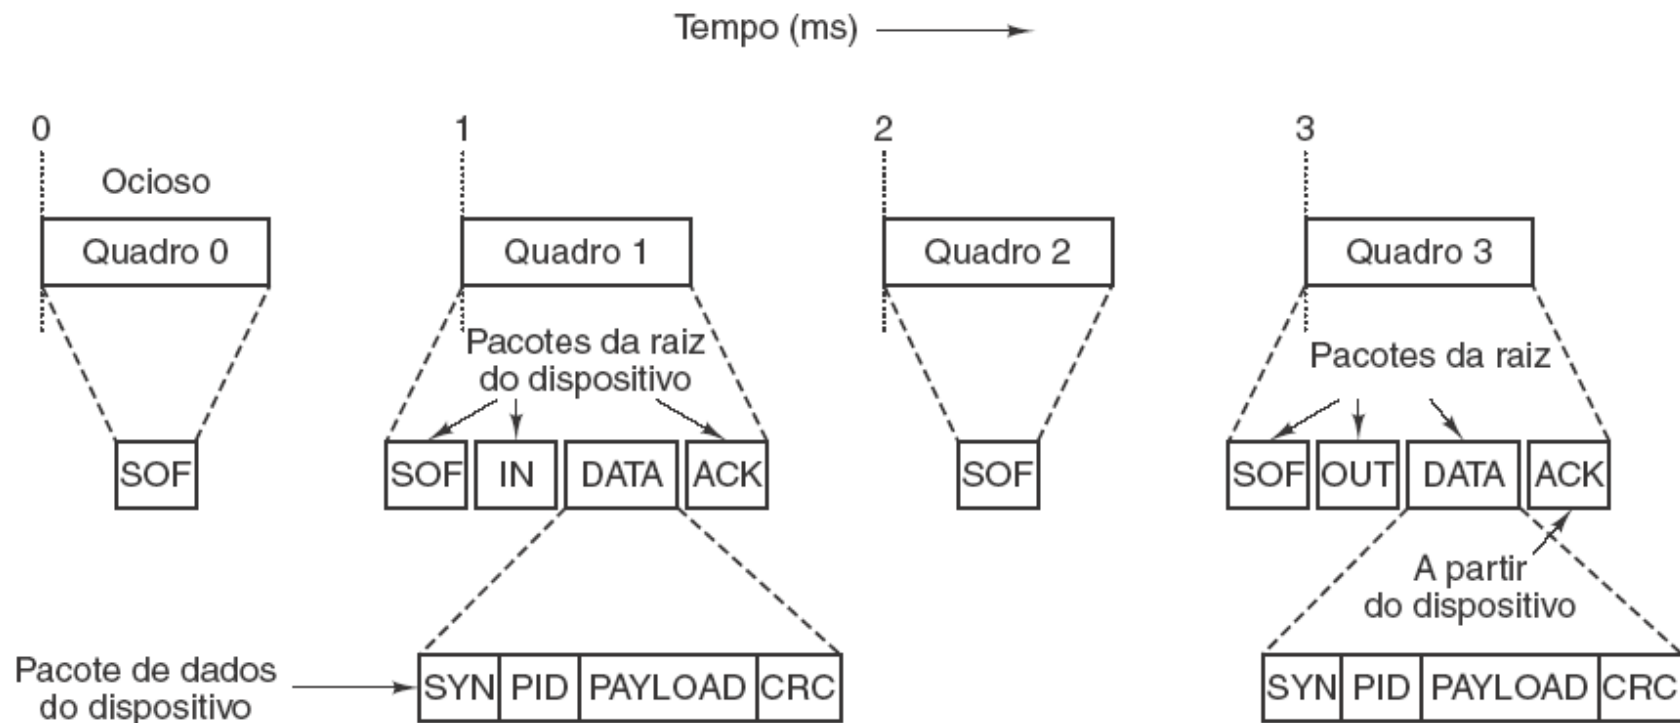 Tempo (ms)
0
1
2
3
Ocioso
Quadro 0
Quadro 1
Quadro 2
Quadro 3
Pacotes da raiz
do dispositivo
Pacotes da raiz
SOF
SOF
IN
DATA
ACK
SOF
SOF
OUT
DATA
ACK
A partir
do dispositivo
Pacote de dados
do dispositivo
SYN
PID
PAYLOAD
CRC
SYN
PID
PAYLOAD
CRC